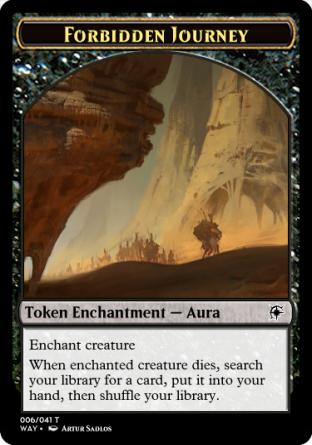 Forbidden Journey
Token Enchantment — Aura
Enchant creature
When enchanted creature dies, search
your library for a card, put it into your
hand, then shuffle your library.
006/041 T
WAY • Artur Sadlos